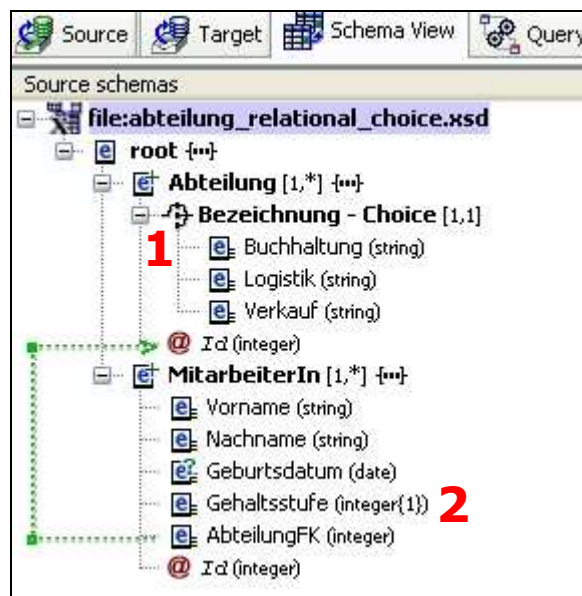 Source Target Schema View Query
Source schemas
file:abteilung_relational_choice.xsd
root
Abteilung [1,*]
Bezeichnung - Choice [1,1]
1
Buchhaltung (string)
Logistik (string)
Verkauf (string)
@ Id (integer)
MitarbeiterIn [1,*]
Vorname (string)
Nachname (string)
Geburtsdatum (date)
Gehaltsstufe (integer{1}) 2
AbteilungFK (integer)
@ Id (integer)